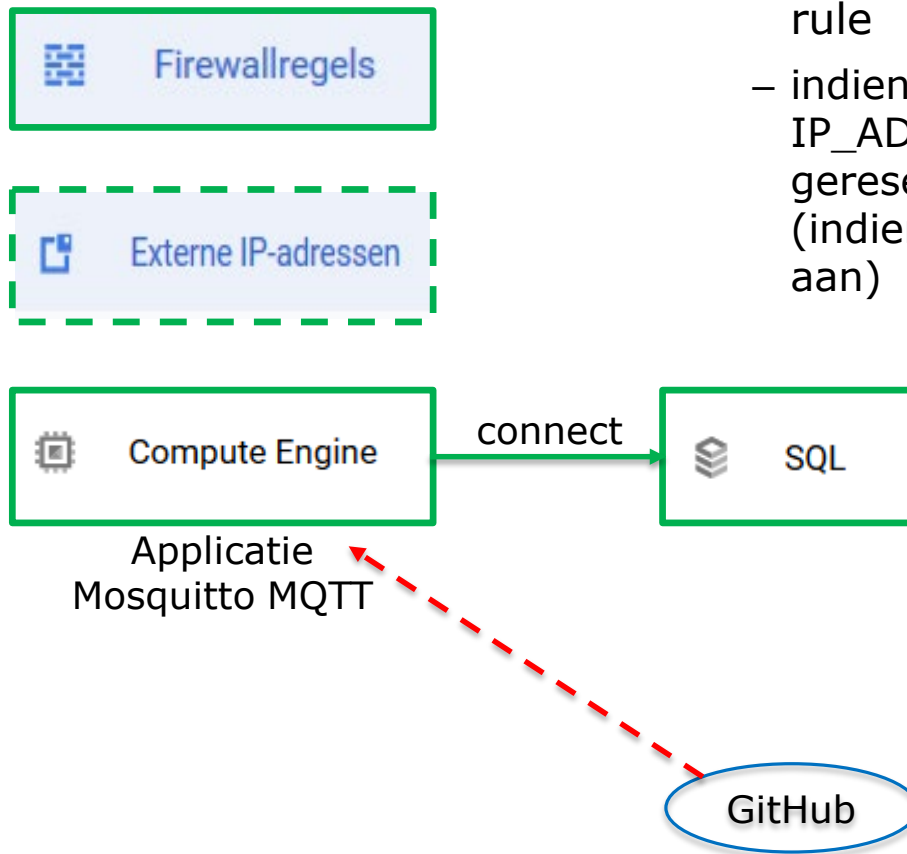 rule
Firewallregels
– indien
IP_AD
gerese
(indie
aan)
Externe IP-adressen
Compute Engine
connect
SQL
Applicatie
Mosquitto MQTT
GitHub